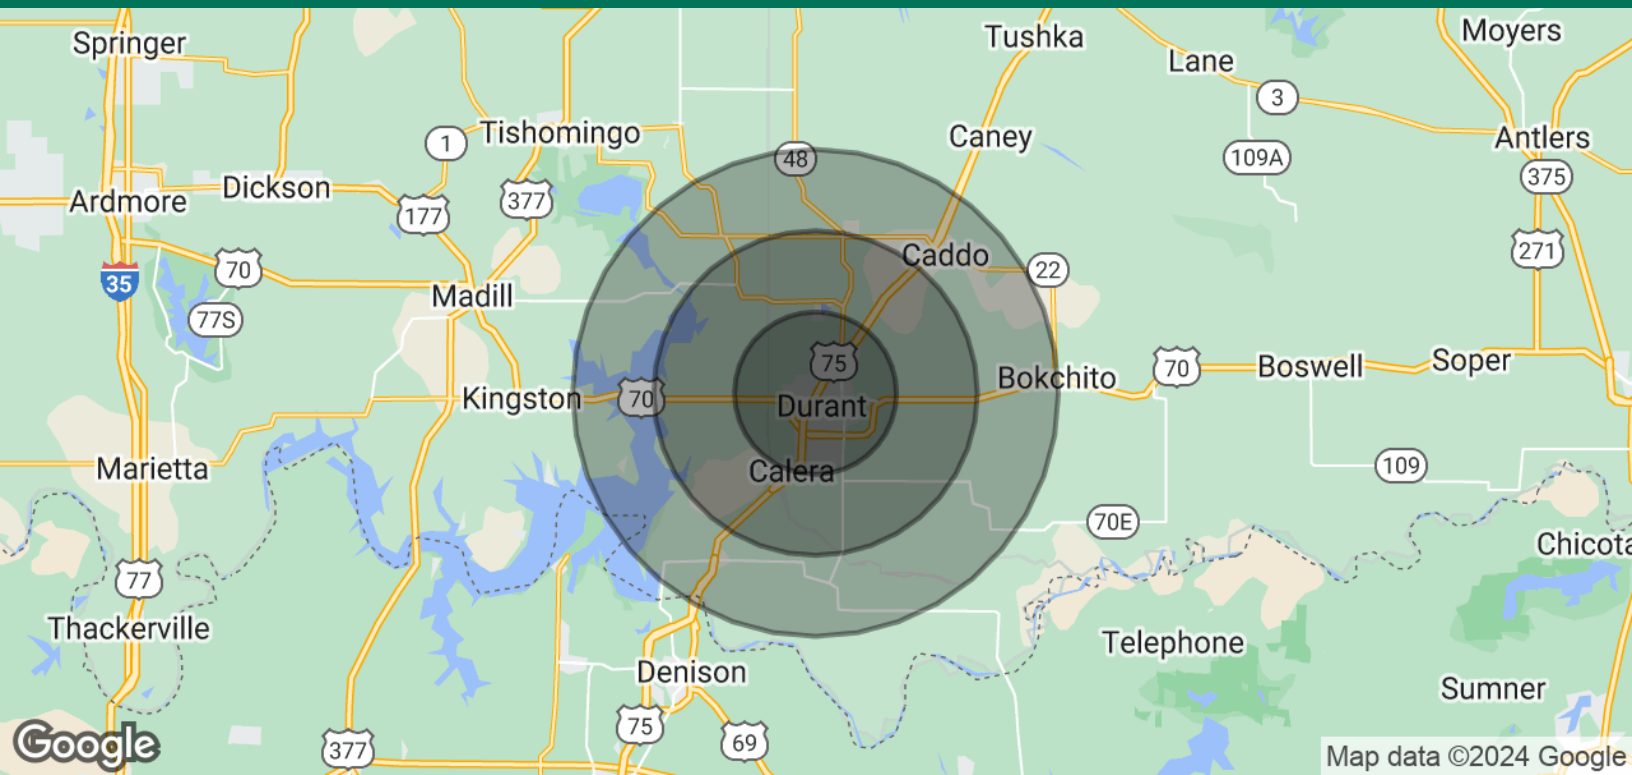 Springer
Tushka
Moyers
Lane
3
1
Tishomingo
Caney
Antlers
48
109A
375
Dickson
Ardmore
177
377
271
70
Caddo
22
35
Madill
77S
75
Bokchito
70
Boswell
Soper
Kingston
70
Durant
Marietta
Calera
109
70E
Chicota
77
Thackerville
Telephone
Denison
Sumner
75
69
377
Google
Map data ©2024 Google